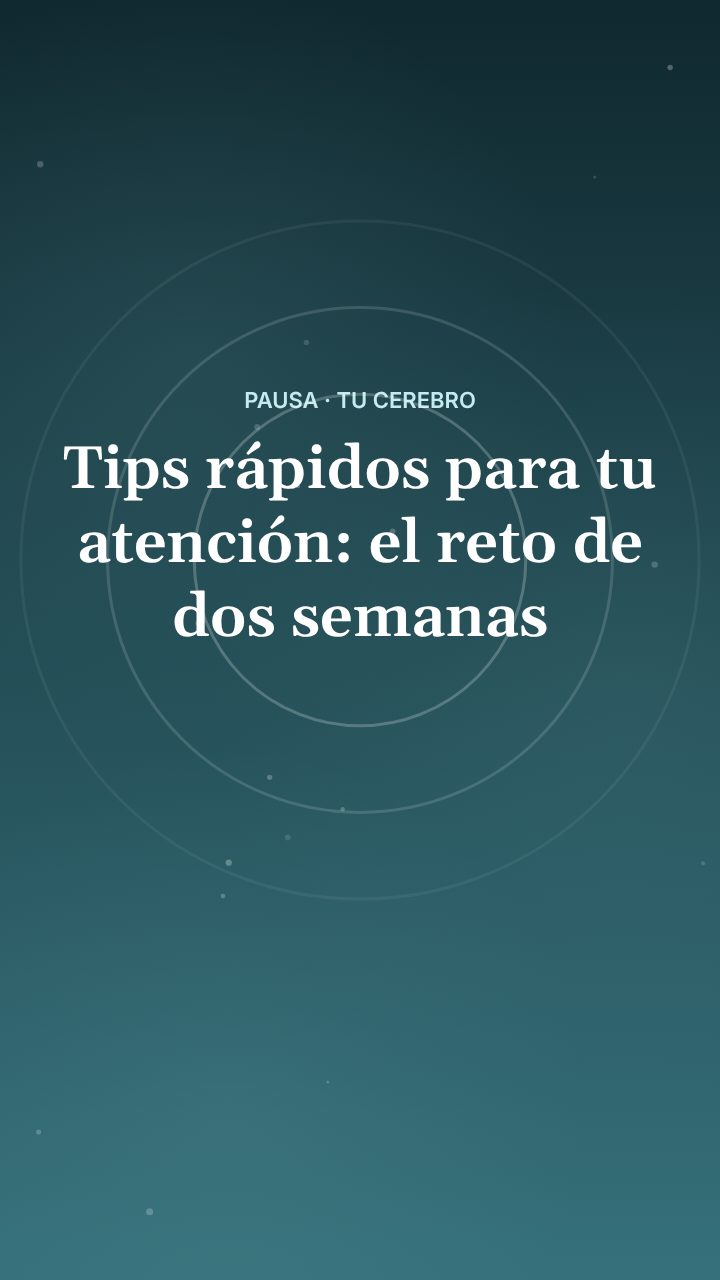 PAUSA · TU CEREBRO
Tips rápidos para tu
atención: el reto de
dos semanas